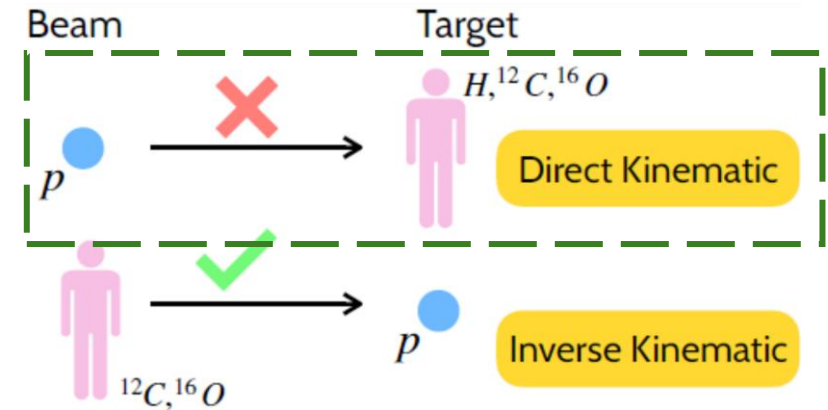 Beam Target
H,¹²C,¹⁶O
p Direct Kinematic
p Inverse Kinematic
¹²C,¹⁶O